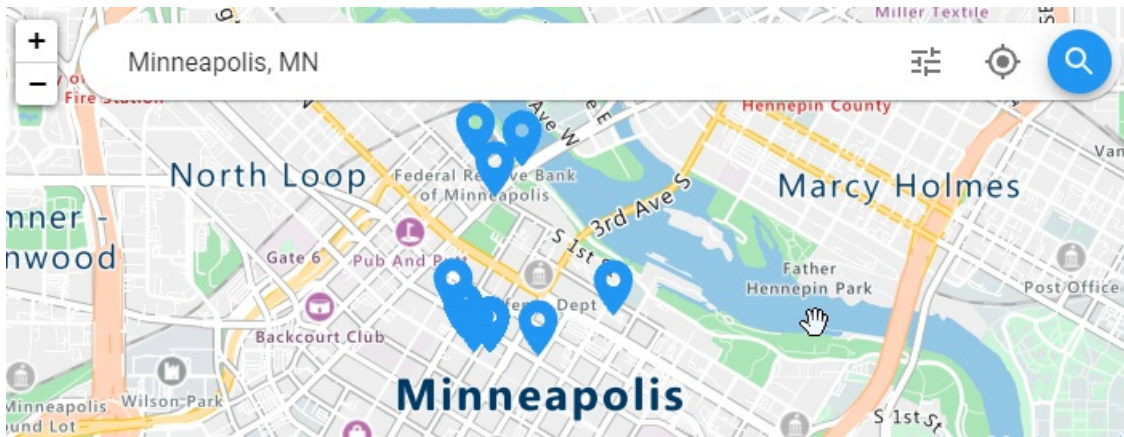 Miller Textile
+
Minneapolis, MN
−
Fire Station
Hennepin County
Ave W
North Loop
Federal Reserve Bank
of Minneapolis
Marcy Holmes
3rd Ave S
Gate 6
Pub And Putt
S 1st St
Father
Hennepin Park
Post Office
Dept
Backcourt Club
Minneapolis
Wilson Park
Minneapolis
S 1st St